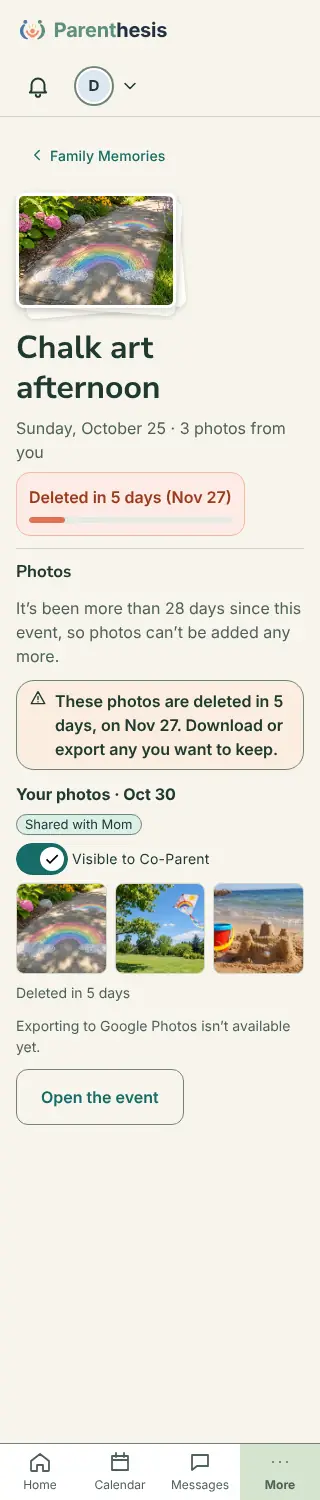 Parenthesis
D
Family Memories
Chalk art
afternoon
Sunday, October 25 · 3 photos from
you
Deleted in 5 days (Nov 27)
Photos
It’s been more than 28 days since this
event, so photos can’t be added any
more.
These photos are deleted in 5
days, on Nov 27. Download or
export any you want to keep.
Your photos · Oct 30
Shared with Mom
Visible to Co-Parent
Deleted in 5 days
Exporting to Google Photos isn’t available
yet.
Open the event
Home
Calendar
Messages
More